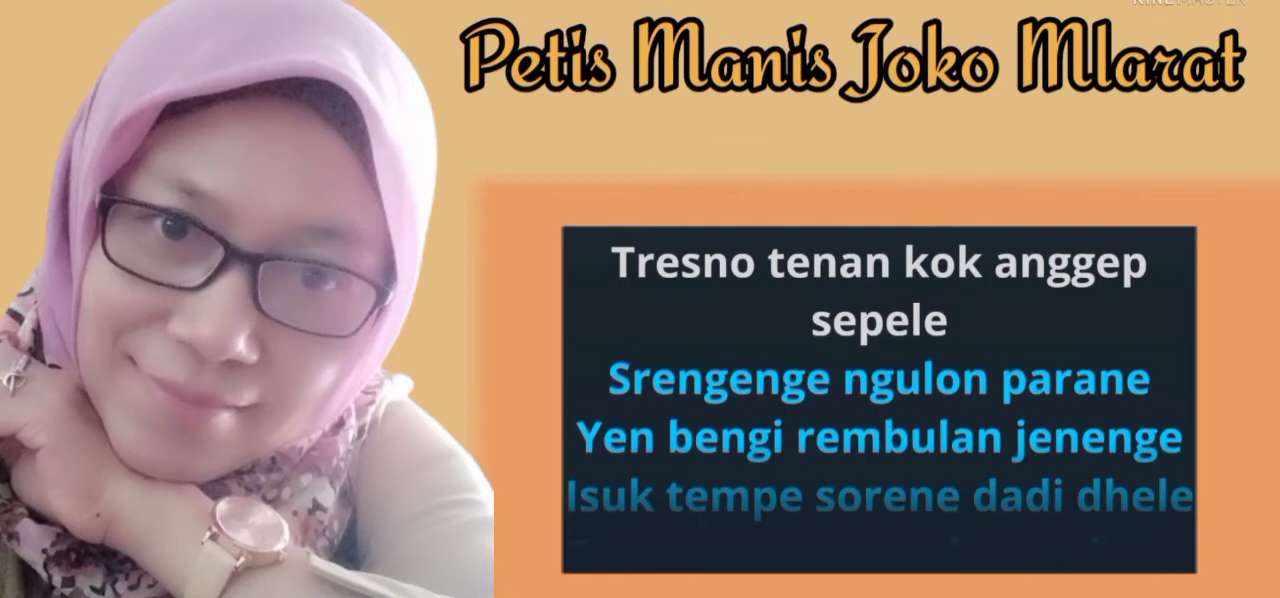 KINEMASTER
Petis Manis Joko Mlarat
Tresno tenan kok anggep
sepele
Srengenge ngulon parane
Yen bengi rembulan jenenge
Isuk tempe sorene dadi dhele